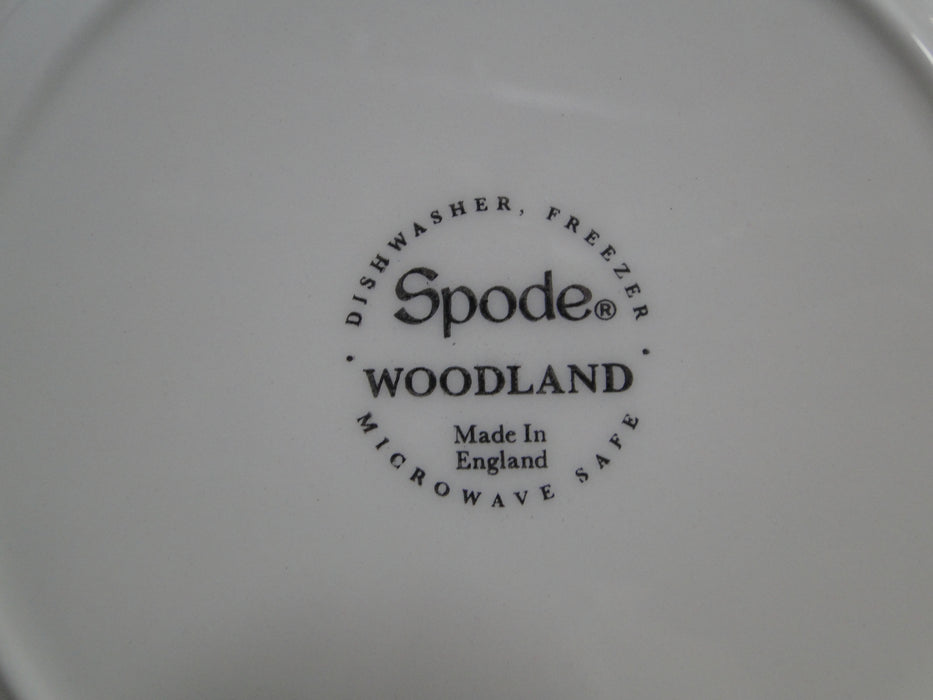 DISHWASHER, FREEZER
Spode®
WOODLAND
Made In
England
MICROWAVE SAFE